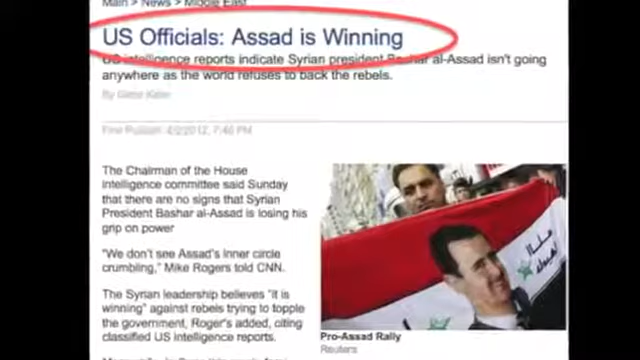 Main > News > Middle East
US Officials: Assad is Winning
US intelligence reports indicate Syrian president Bashar al-Assad isn't going
anywhere as the world refuses to back the rebels.
By
First Publish: 4/2/2012, 7:46 PM
The Chairman of the House
Intelligence committee said Sunday
that there are no signs that Syrian
President Bashar al-Assad is losing his
grip on power
"We don't see Assad's inner circle
crumbling," Mike Rogers told CNN.
The Syrian leadership believes "it is
winning" against rebels trying to topple
the government, Roger's added, citing
classified US intelligence reports.
Pro-Assad Rally
Reuters